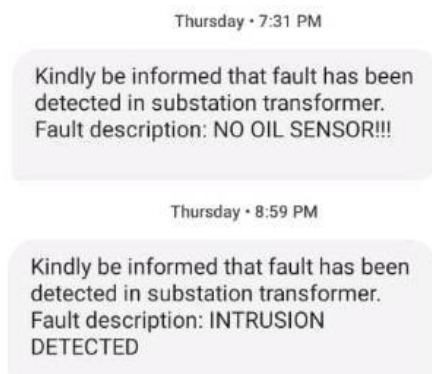 Thursday • 7:31 PM
Kindly be informed that fault has been
detected in substation transformer.
Fault description: NO OIL SENSOR!!!
Thursday • 8:59 PM
Kindly be informed that fault has been
detected in substation transformer.
Fault description: INTRUSION
DETECTED